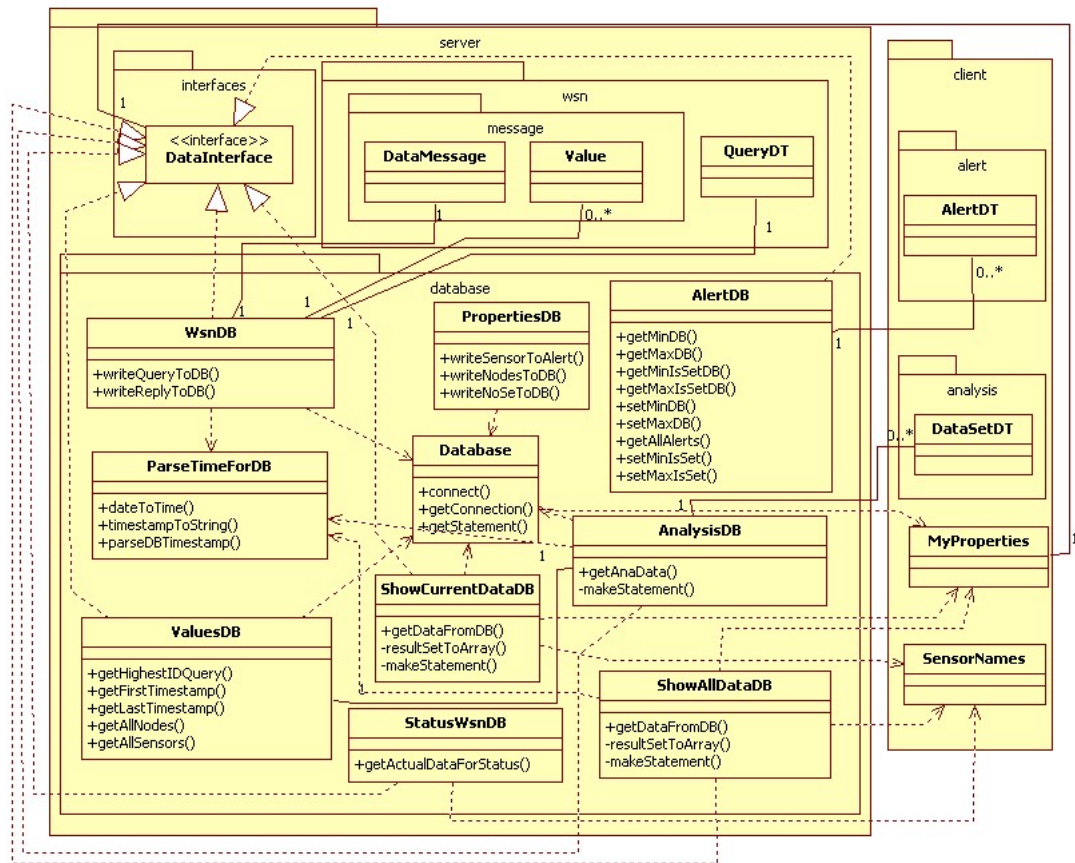 server
client
interfaces
1
<<interface>>
DataInterface
wsn
message
DataMessage
Value
QueryDT
1
0..*
1
alert
AlertDT
0..*
database
1
1
1
WsnDB
+writeQueryToDB()
+writeReplyToDB()
PropertiesDB
+writeSensorToAlert()
+writeNodesToDB()
+writeNoSeToDB()
AlertDB
+getMinDB()
+getMaxDB()
+getMinIsSetDB()
+getMaxIsSetDB()
+setMinDB()
+setMaxDB()
+getAllAlerts()
+setMinIsSet()
+setMaxIsSet()
1
analysis
DataSetDT
0..*
ParseTimeForDB
+dateToTime()
+timestampToString()
+parseDBTimestamp()
Database
+connect()
+getConnection()
+getStatement()
1
AnalysisDB
+getAnaData()
-makeStatement()
1
MyProperties
1
ShowCurrentDataDB
+getDataFromDB()
-resultSetToArray()
-makeStatement()
ValuesDB
+getHighestIDQuery()
+getFirstTimestamp()
+getLastTimestamp()
+getAllNodes()
+getAllSensors()
SensorNames
ShowAllDataDB
+getDataFromDB()
-resultSetToArray()
-makeStatement()
StatusWsnDB
+getActualDataForStatus()